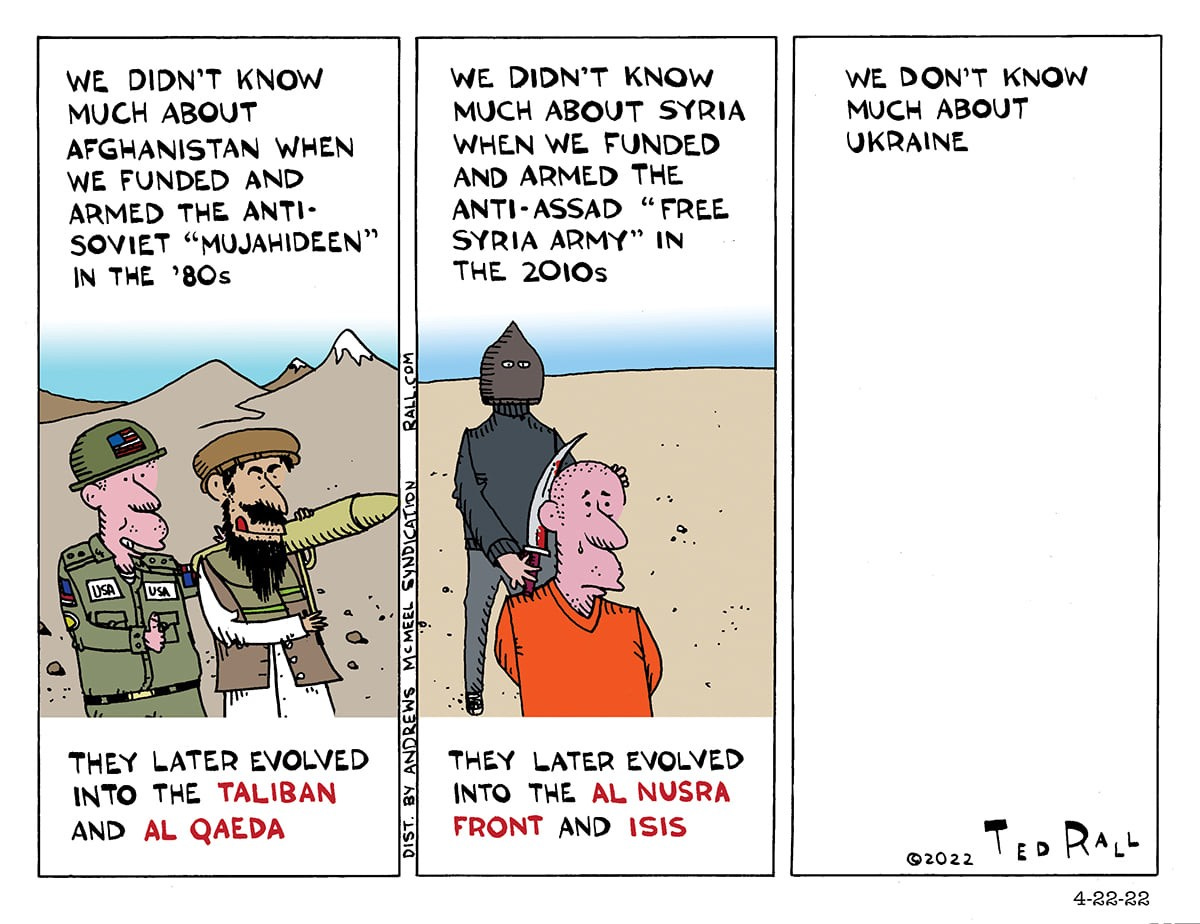 WE DIDN'T KNOW
MUCH ABOUT
AFGHANISTAN WHEN
WE FUNDED AND
ARMED THE ANTI-
SOVIET "MUJAHIDEEN"
IN THE '80s
USA
USA
THEY LATER EVOLVED
INTO THE TALIBAN
AND AL QAEDA
DIST. BY ANDREWS McMEEL SYNDICATION RALL.COM
WE DIDN'T KNOW
MUCH ABOUT SYRIA
WHEN WE FUNDED
AND ARMED THE
ANTI-ASSAD "FREE
SYRIA ARMY" IN
THE 2010s
THEY LATER EVOLVED
INTO THE AL NUSRA
FRONT AND ISIS
WE DON'T KNOW
MUCH ABOUT
UKRAINE
©2022 TED RALL
4-22-22